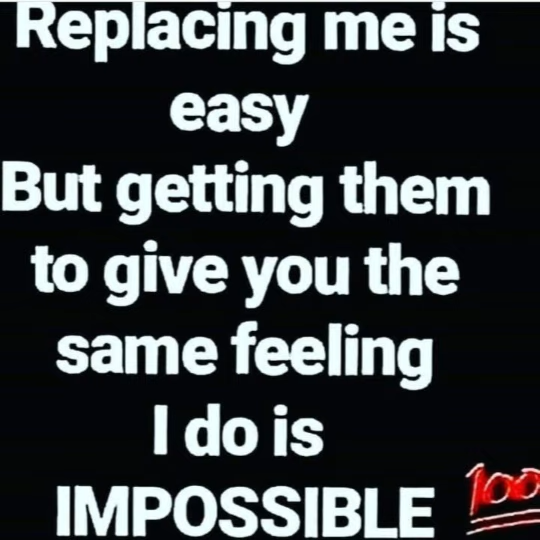 Replacing me is
easy
But getting them
to give you the
same feeling
I do is
IMPOSSIBLE 💯